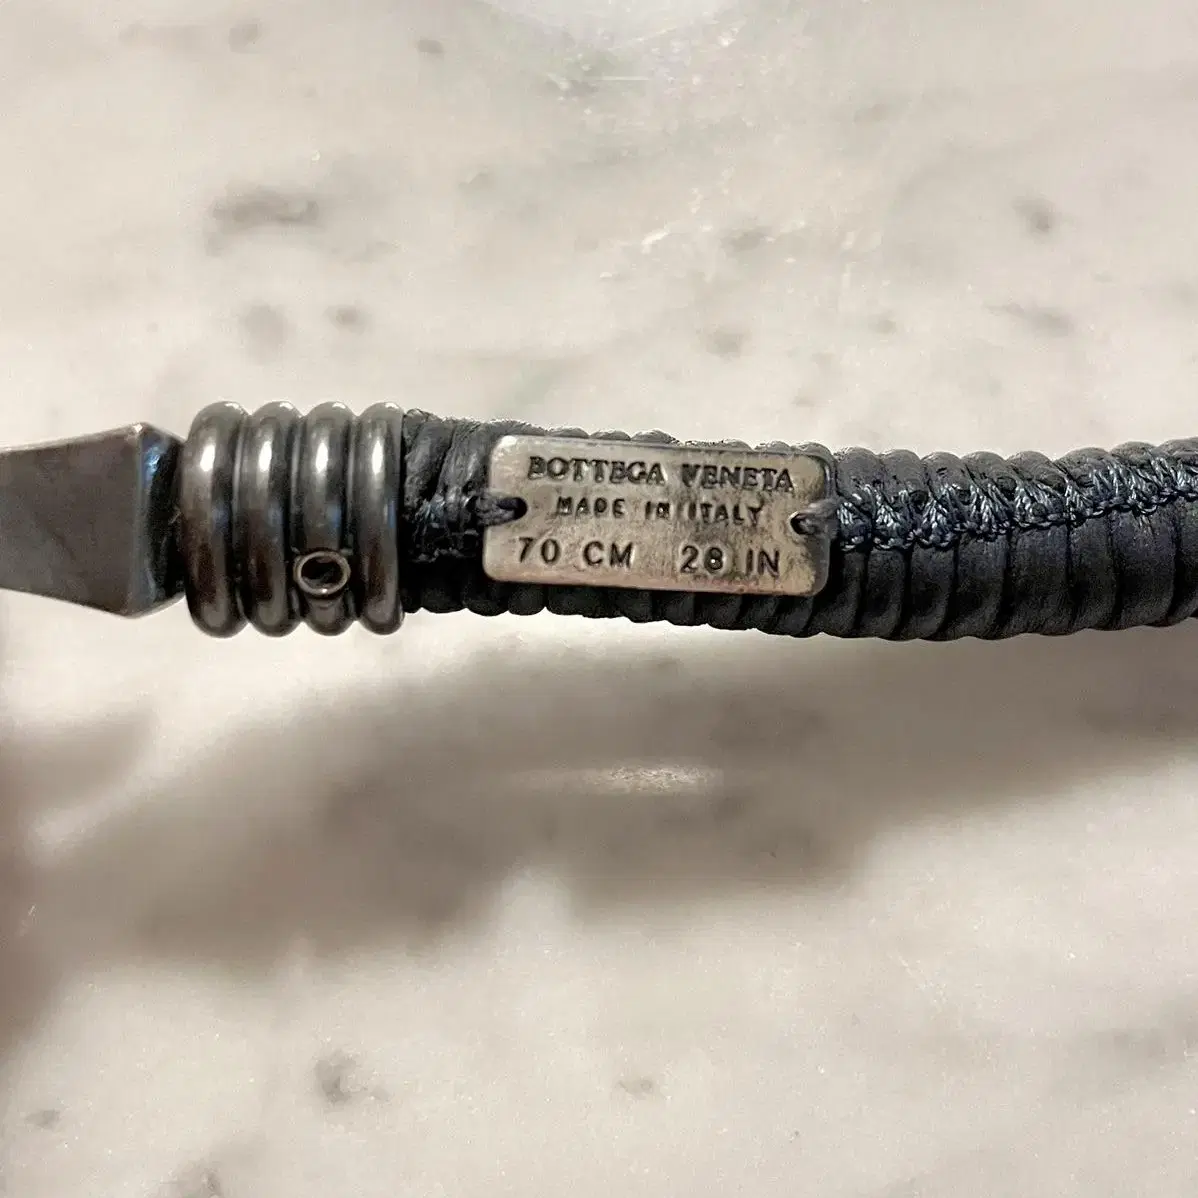 BOTTEGA VENETA
MADE IN ITALY
70 CM 28 IN